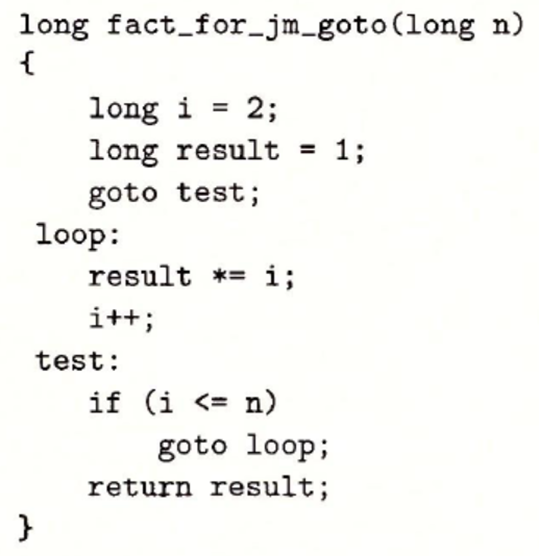 long fact_for_jm_goto(long n)
{
    long i = 2;
    long result = 1;
    goto test;
 loop:
    result *= i;
    i++;
 test:
    if (i <= n)
        goto loop;
    return result;
}